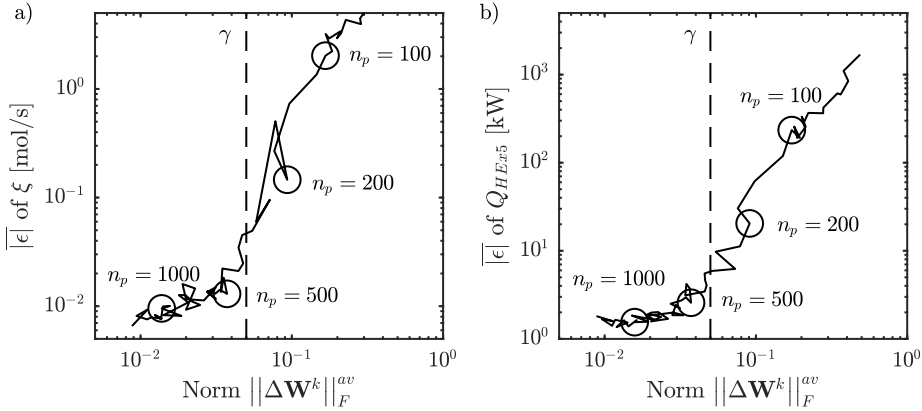 a)
γ
n_p = 100
n_p = 200
n_p = 1000
n_p = 500
10^0
10^{-1}
10^{-2}
|ϵ| of ξ [mol/s]
10^{-2}
10^{-1}
10^0
Norm ||ΔW^k||_F^{av}
b)
γ
n_p = 100
n_p = 200
n_p = 1000
n_p = 500
10^3
10^2
10^1
10^0
|ϵ| of Q_{HEx5} [kW]
10^{-2}
10^{-1}
10^0
Norm ||ΔW^k||_F^{av}